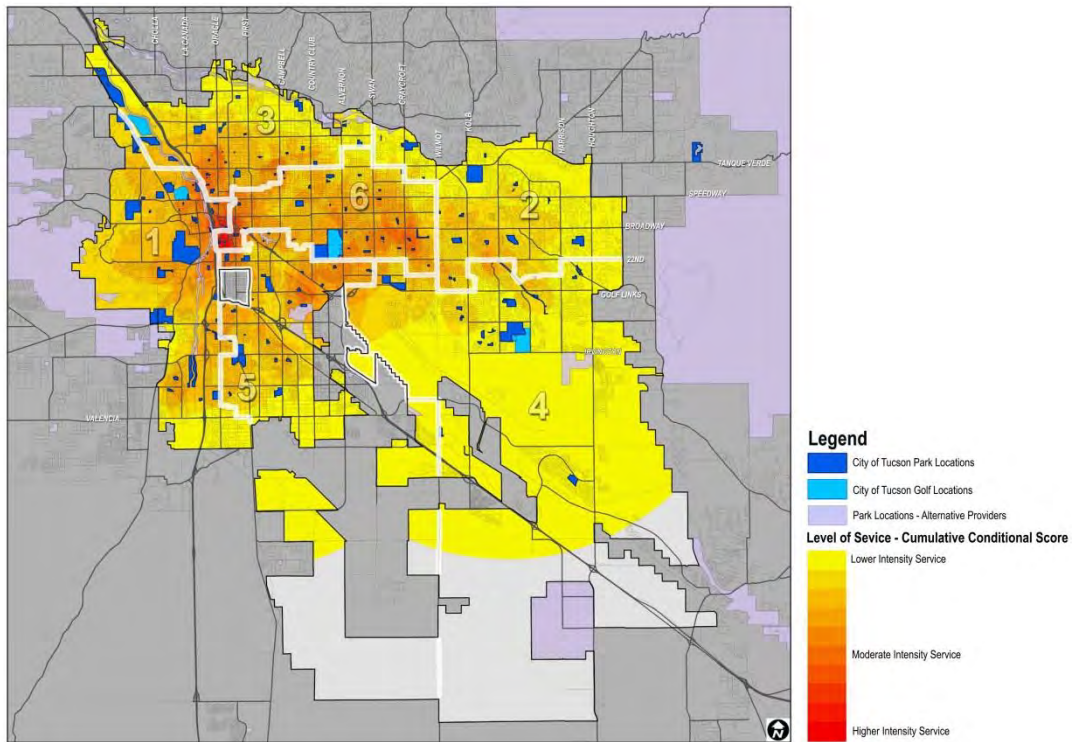 CHOLLA
LA CANADA
ORACLE
FIRST
CAMPBELL
COUNTRY CLUB
ALVERNON
SWAN
CRAYCROFT
WILMOT
KOLB
HARRISON
HOUGHTON
3
TANQUE VERDE
SPEDWAY
6
2
1
BROADWAY
22ND
GOLF LINKS
IRVINGTON
5
4
VALENCIA
Legend
City of Tucson Park Locations
City of Tucson Golf Locations
Park Locations - Alternative Providers
Level of Sevice - Cumulative Conditional Score
Lower Intensity Service
Moderate Intensity Service
Higher Intensity Service
N